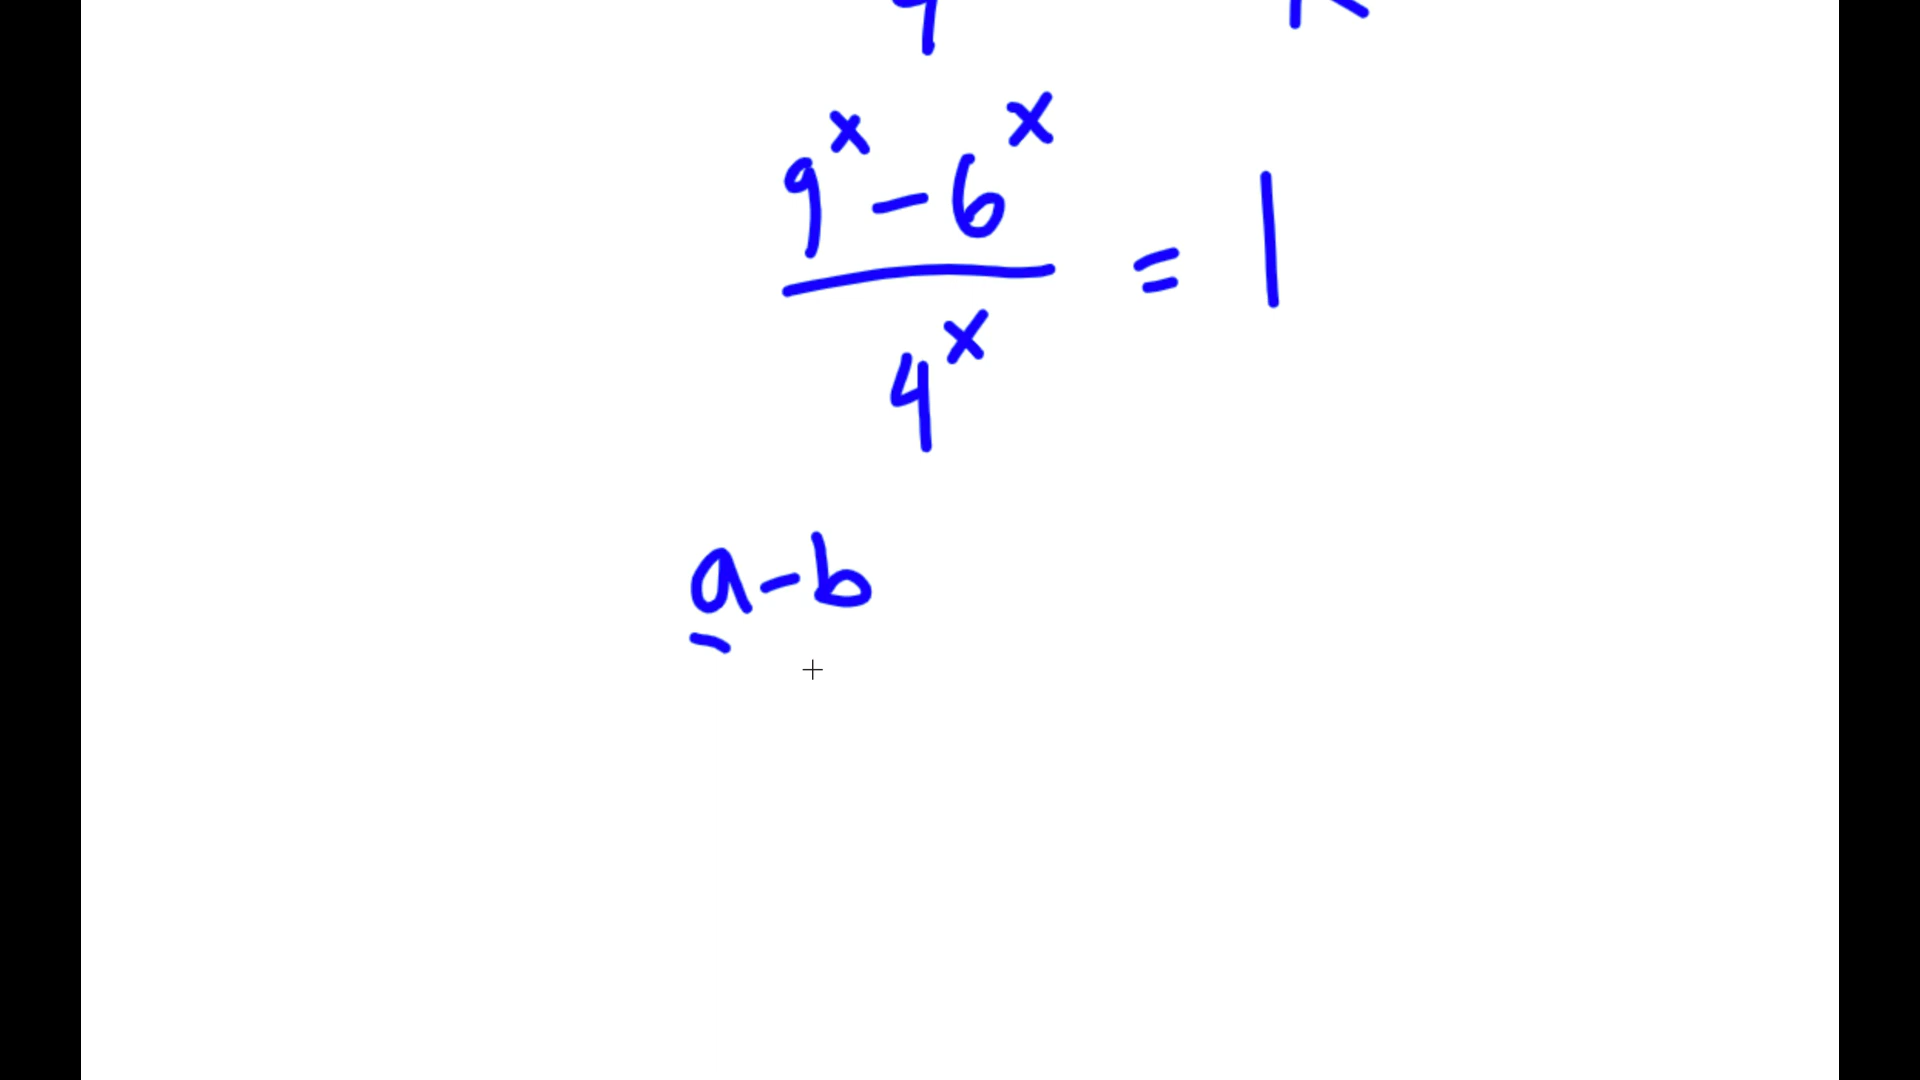 9^x - 6^x
= 1
4^x
a - b